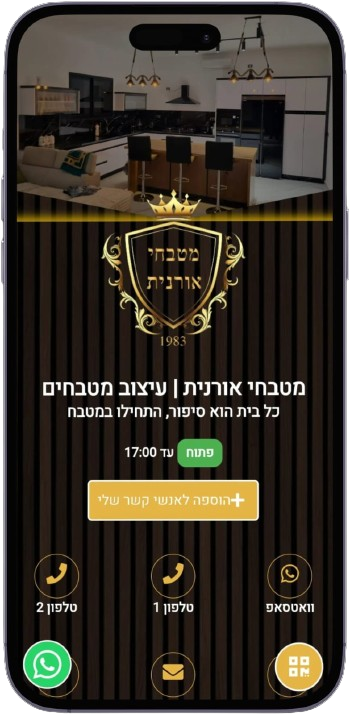 מטבחי
אורנית
1983
מטבחי אורנית | עיצוב מטבחים
כל בית הוא סיפור, התחילו במטבח
פתוח עד 17:00
+הוספה לאנשי קשר שלי
וואטסאפ טלפון 1 טלפון 2